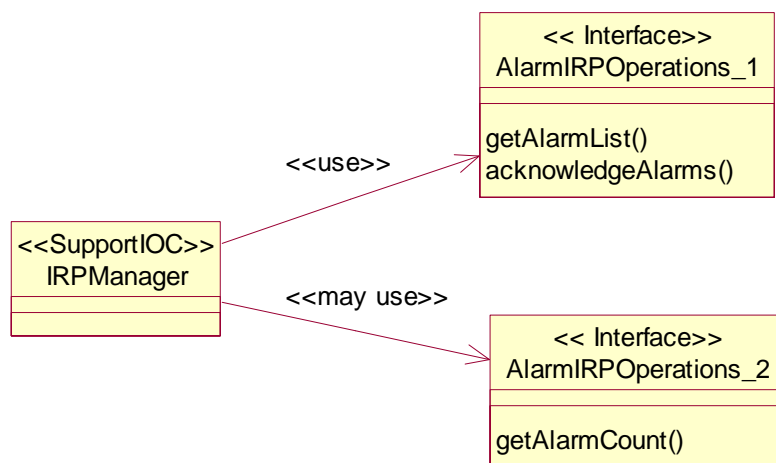 << Interface>>
AlarmIRPOperations_1
getAlarmList()
acknowledgeAlarms()
<<use>>
<<SupportIOC>>
IRPManager
<<may use>>
<< Interface>>
AlarmIRPOperations_2
getAlarmCount()